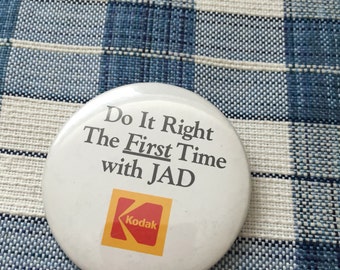 Do It Right
The First Time
with JAD
Kodak